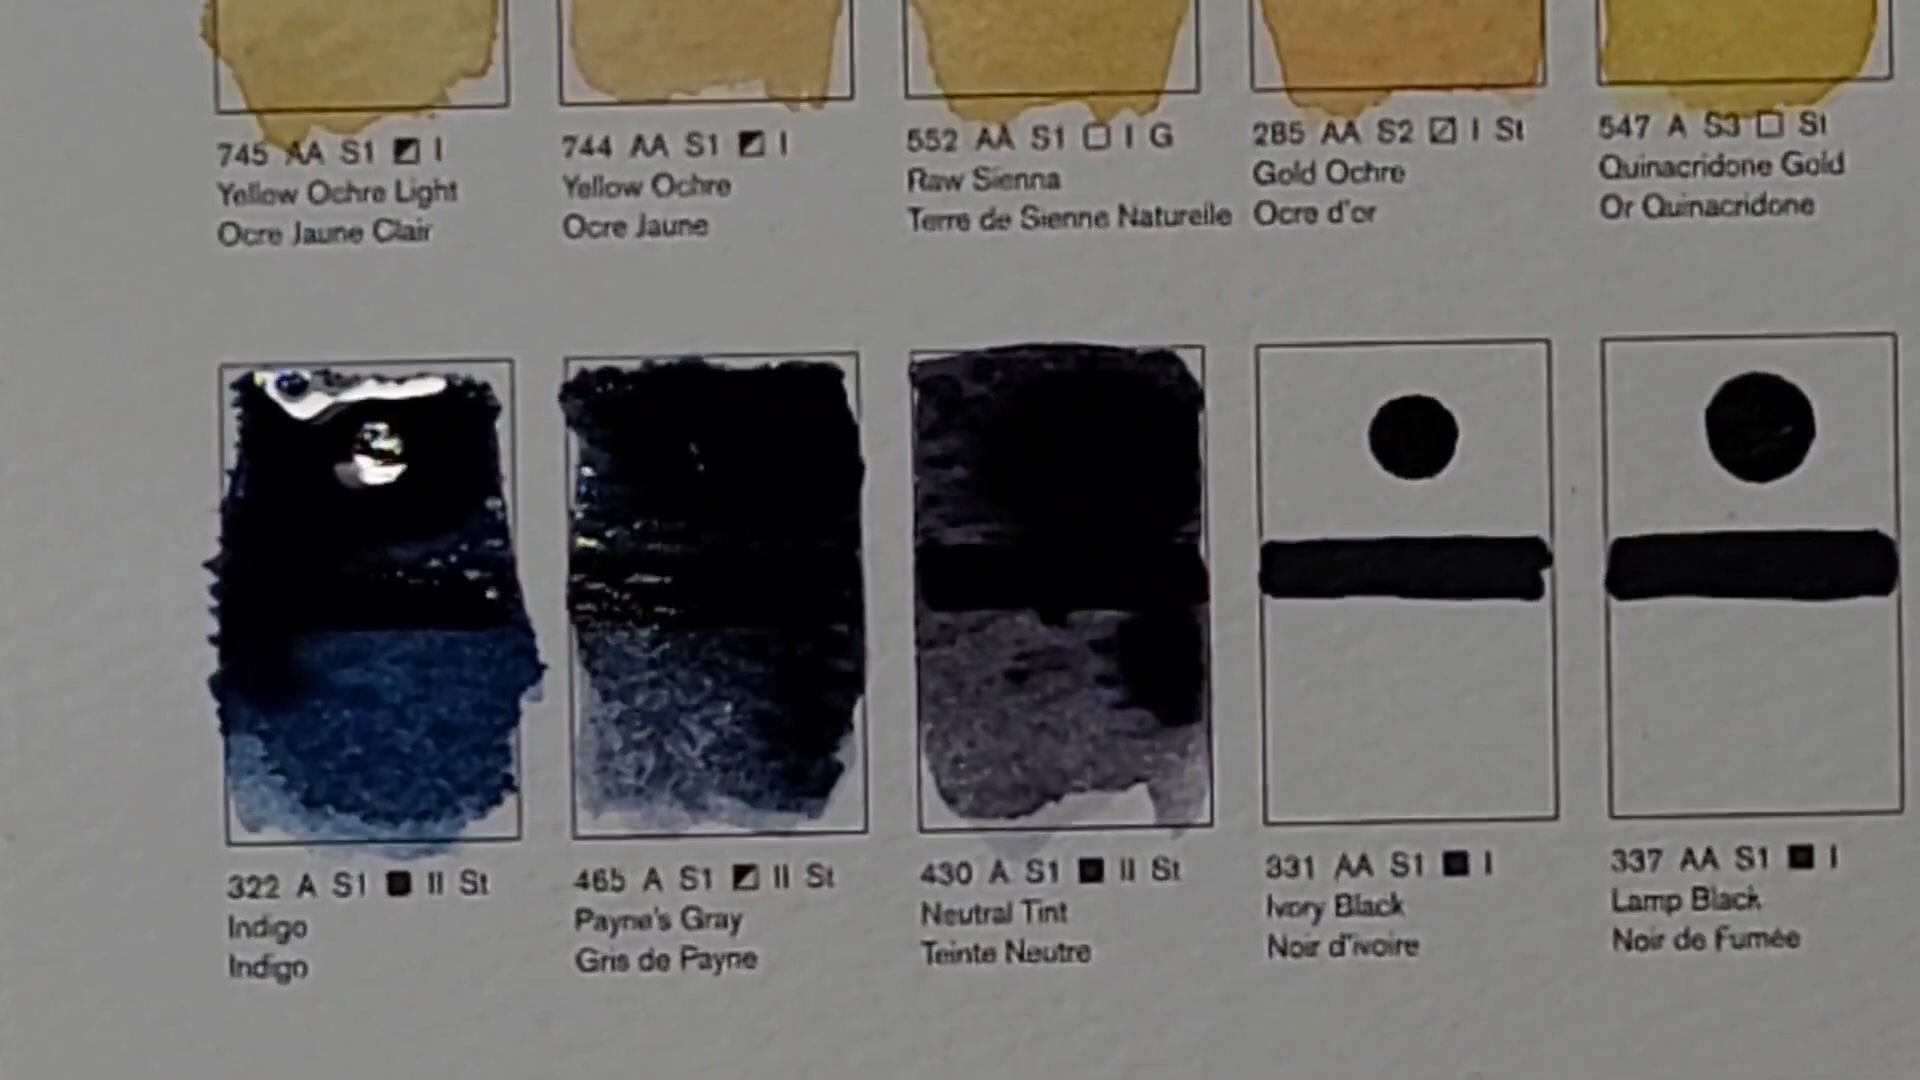 745 AA S1 I
Yellow Ochre Light
Ocre Jaune Clair
744 AA S1 I
Yellow Ochre
Ocre Jaune
552 AA S1 I G
Raw Sienna
Terre de Sienne Naturelle
285 AA S2 I St
Gold Ochre
Ocre d'or
547 A S3 St
Quinacridone Gold
Or Quinacridone
322 A S1 II St
Indigo
Indigo
465 A S1 II St
Payne's Gray
Gris de Payne
430 A S1 II St
Neutral Tint
Teinte Neutre
331 AA S1 I
Ivory Black
Noir d'ivoire
337 AA S1 I
Lamp Black
Noir de Fumée